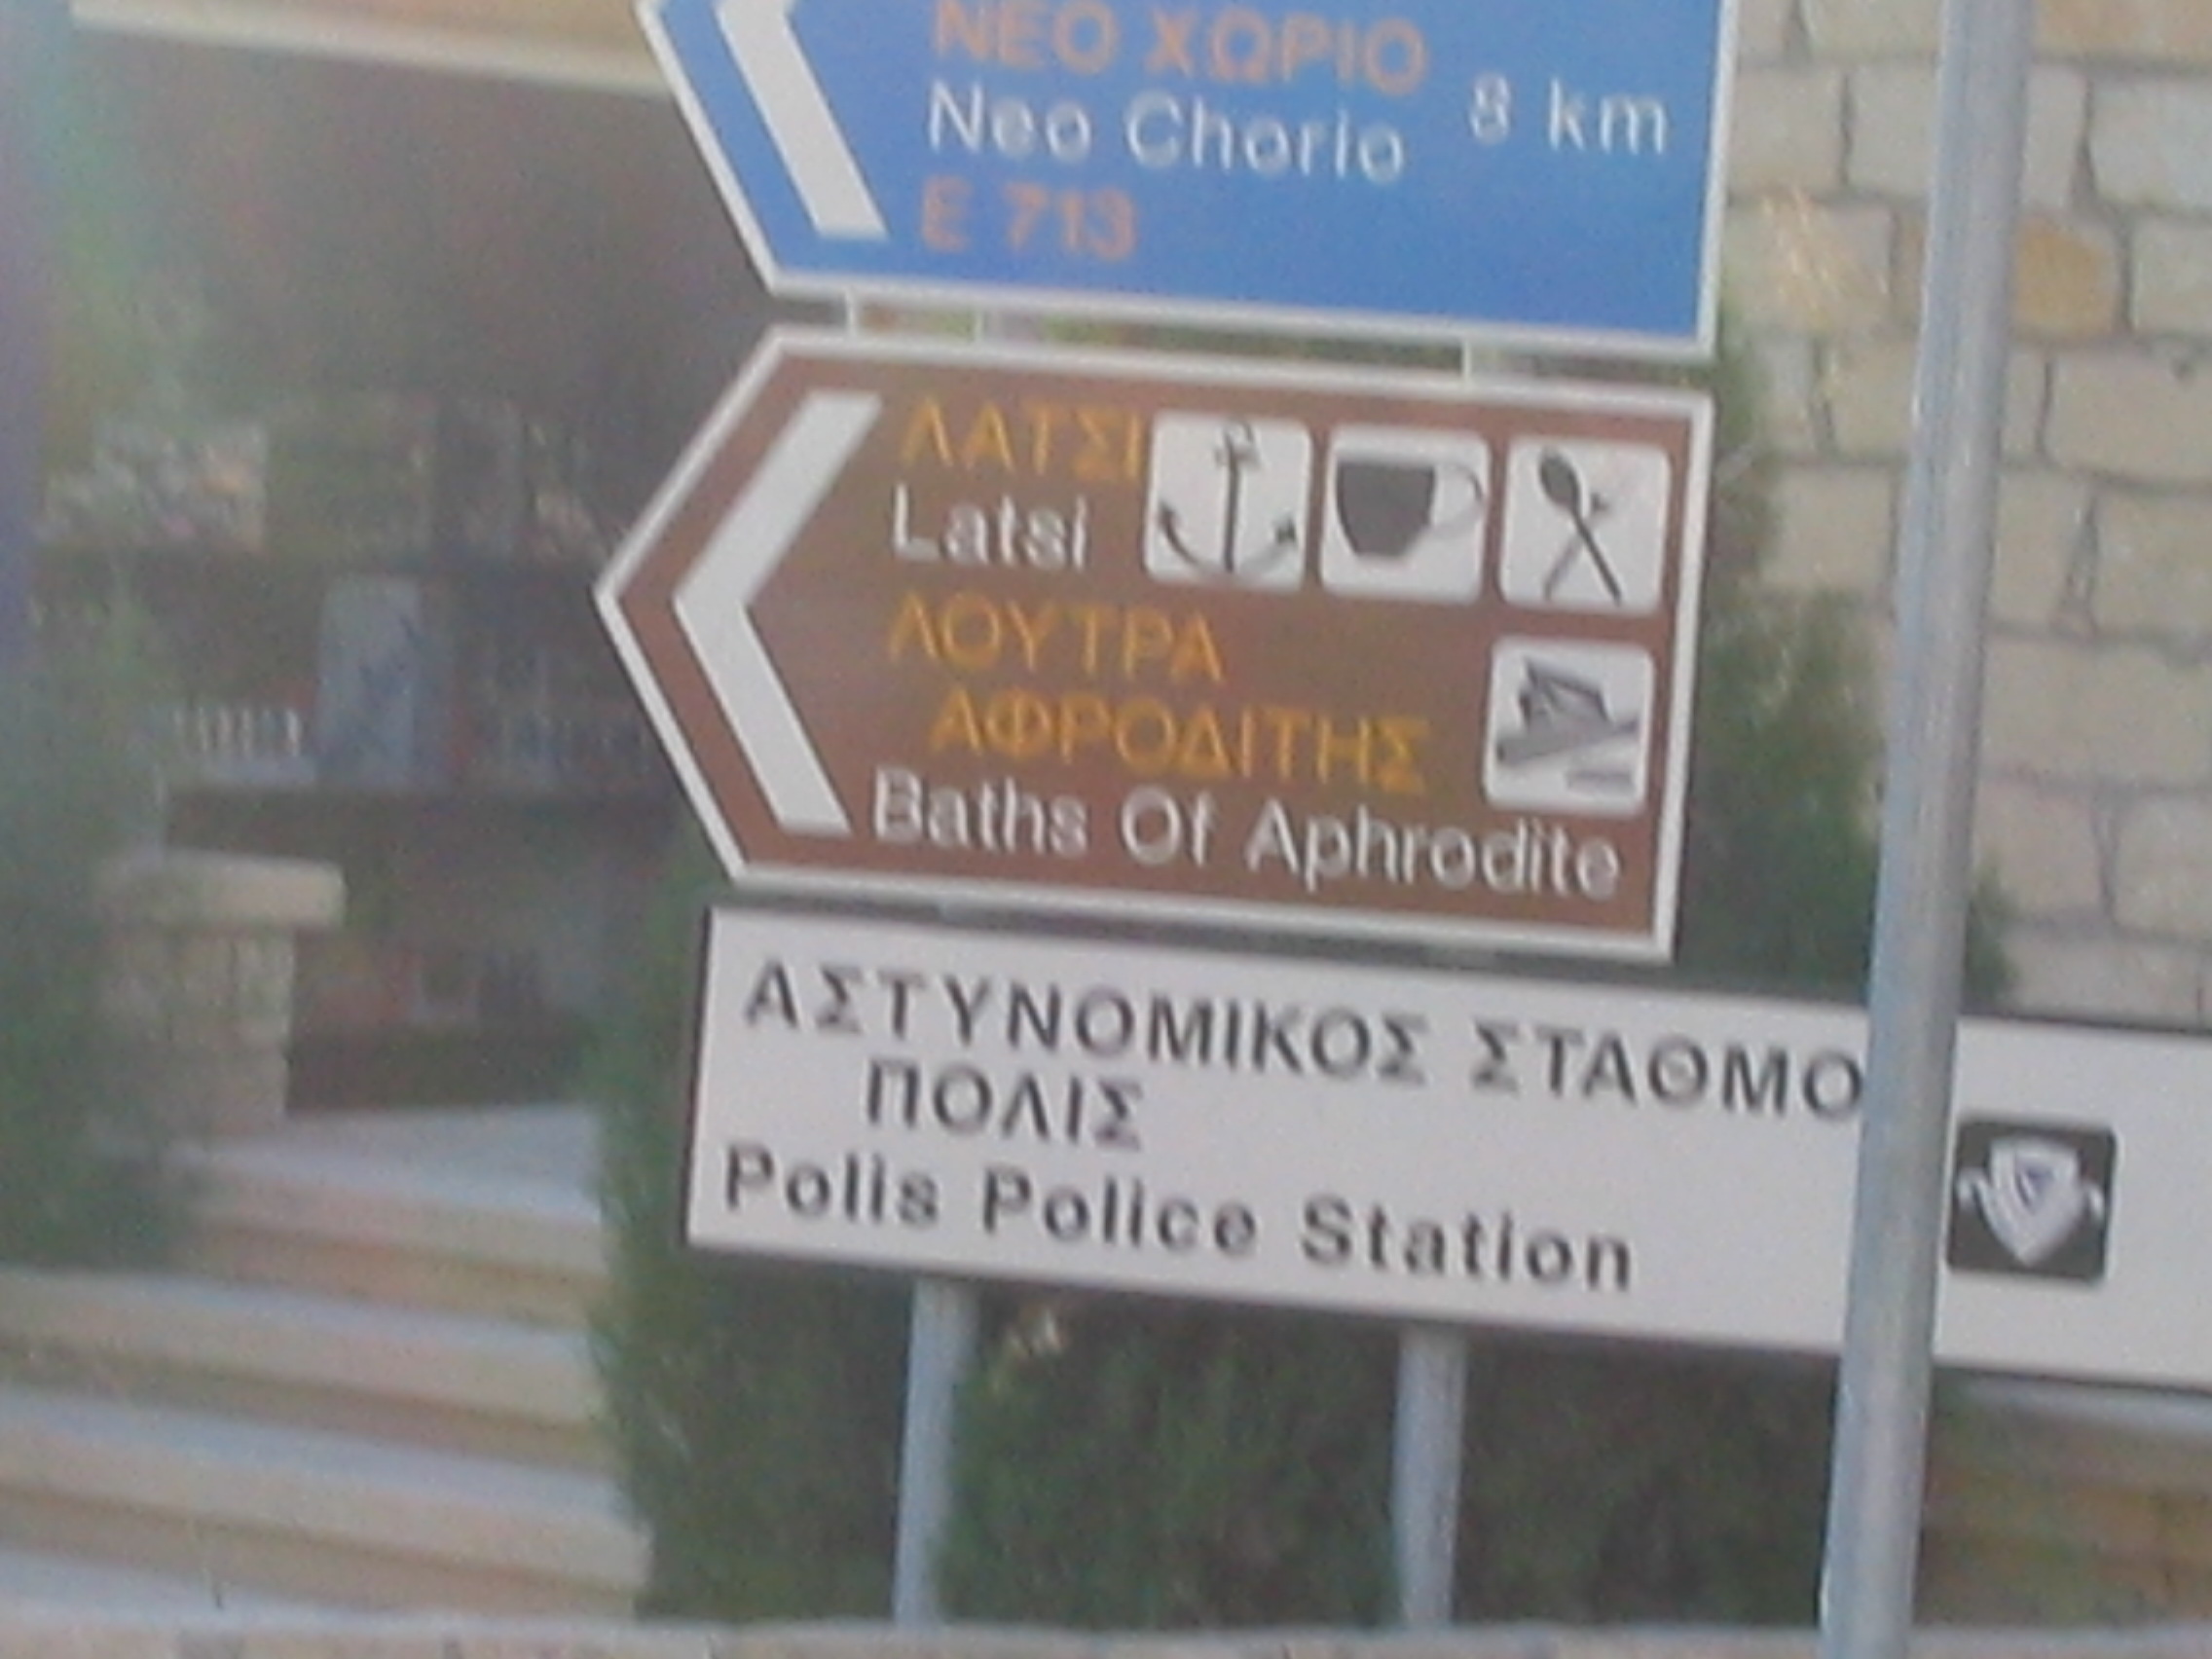 ΝΕΟ ΧΩΡΙΟ
Neo Chorio 8 km
E 713
ΛΑΤΣΙ
Latsi
ΛΟΥΤΡΑ
ΑΦΡΟΔΙΤΗΣ
Baths Of Aphrodite
ΑΣΤΥΝΟΜΙΚΟΣ ΣΤΑΘΜΟ
ΠΟΛΙΣ
Polis Police Station